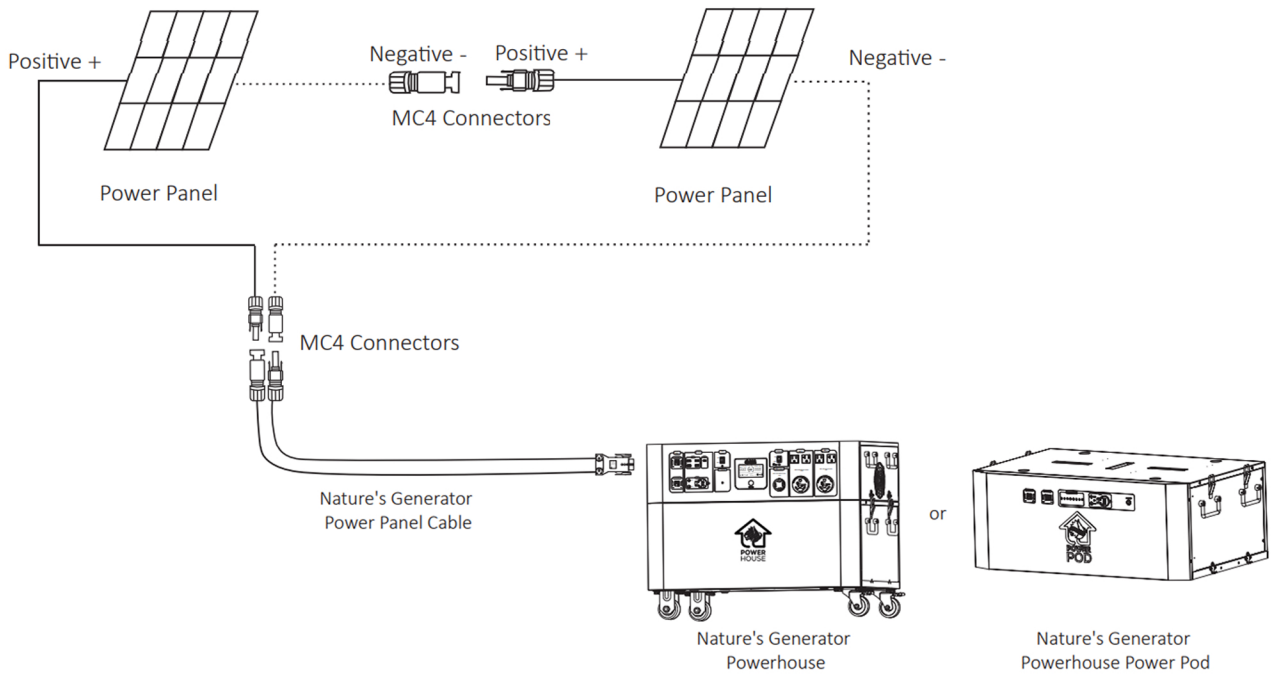 Positive +
Negative -
Positive +
Negative -
MC4 Connectors
Power Panel
Power Panel
MC4 Connectors
Nature's Generator
Power Panel Cable
or
POWER
HOUSE
POWER
POD
Nature's Generator
Powerhouse
Nature's Generator
Powerhouse Power Pod